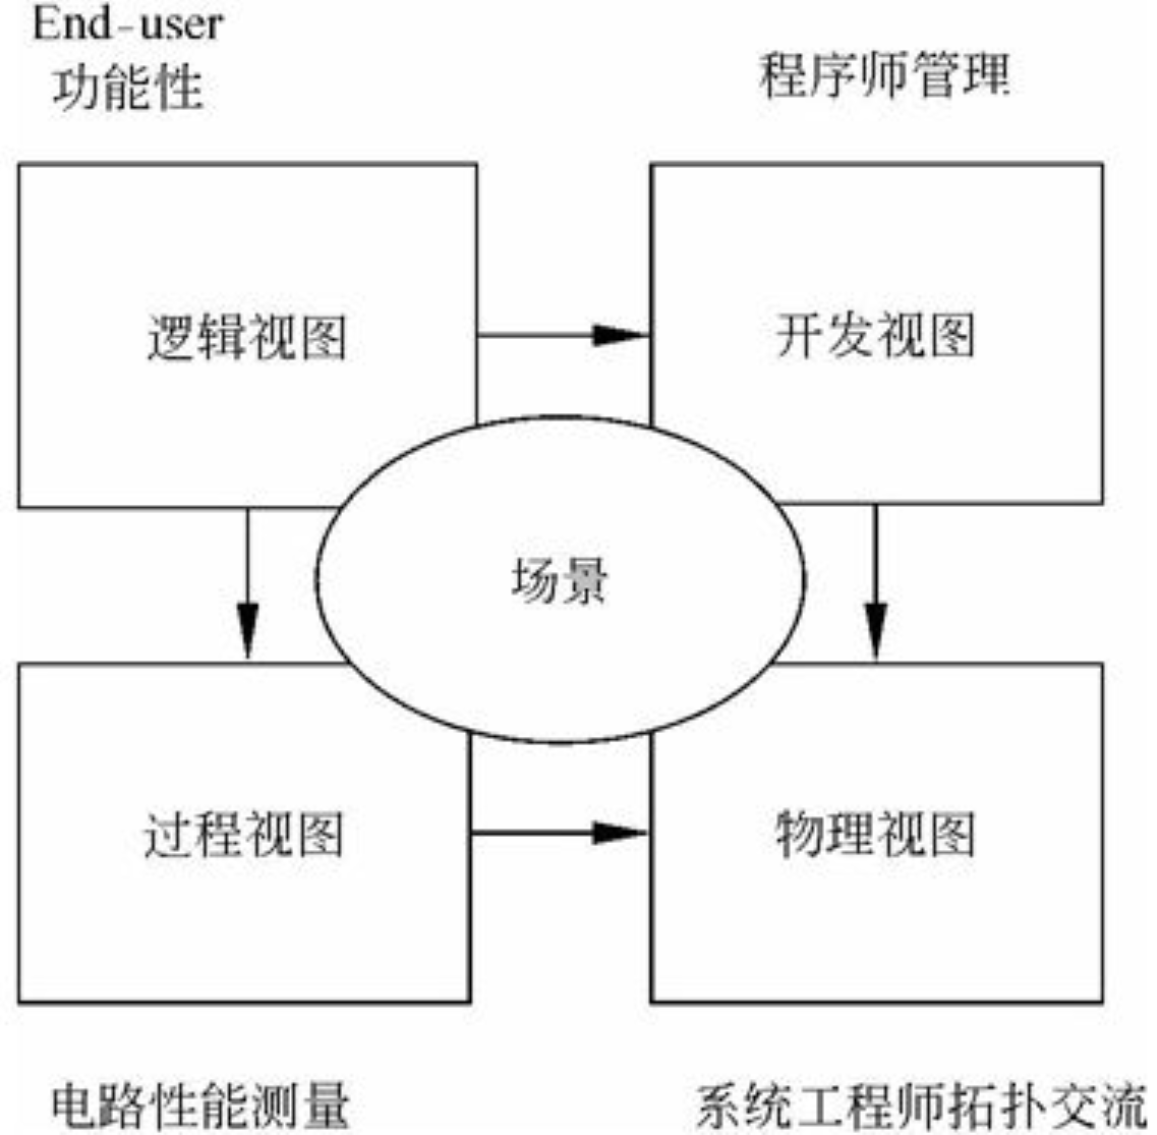 End-user
功能性
程序师管理
逻辑视图
开发视图
场景
过程视图
物理视图
电路性能测量
系统工程师拓扑交流